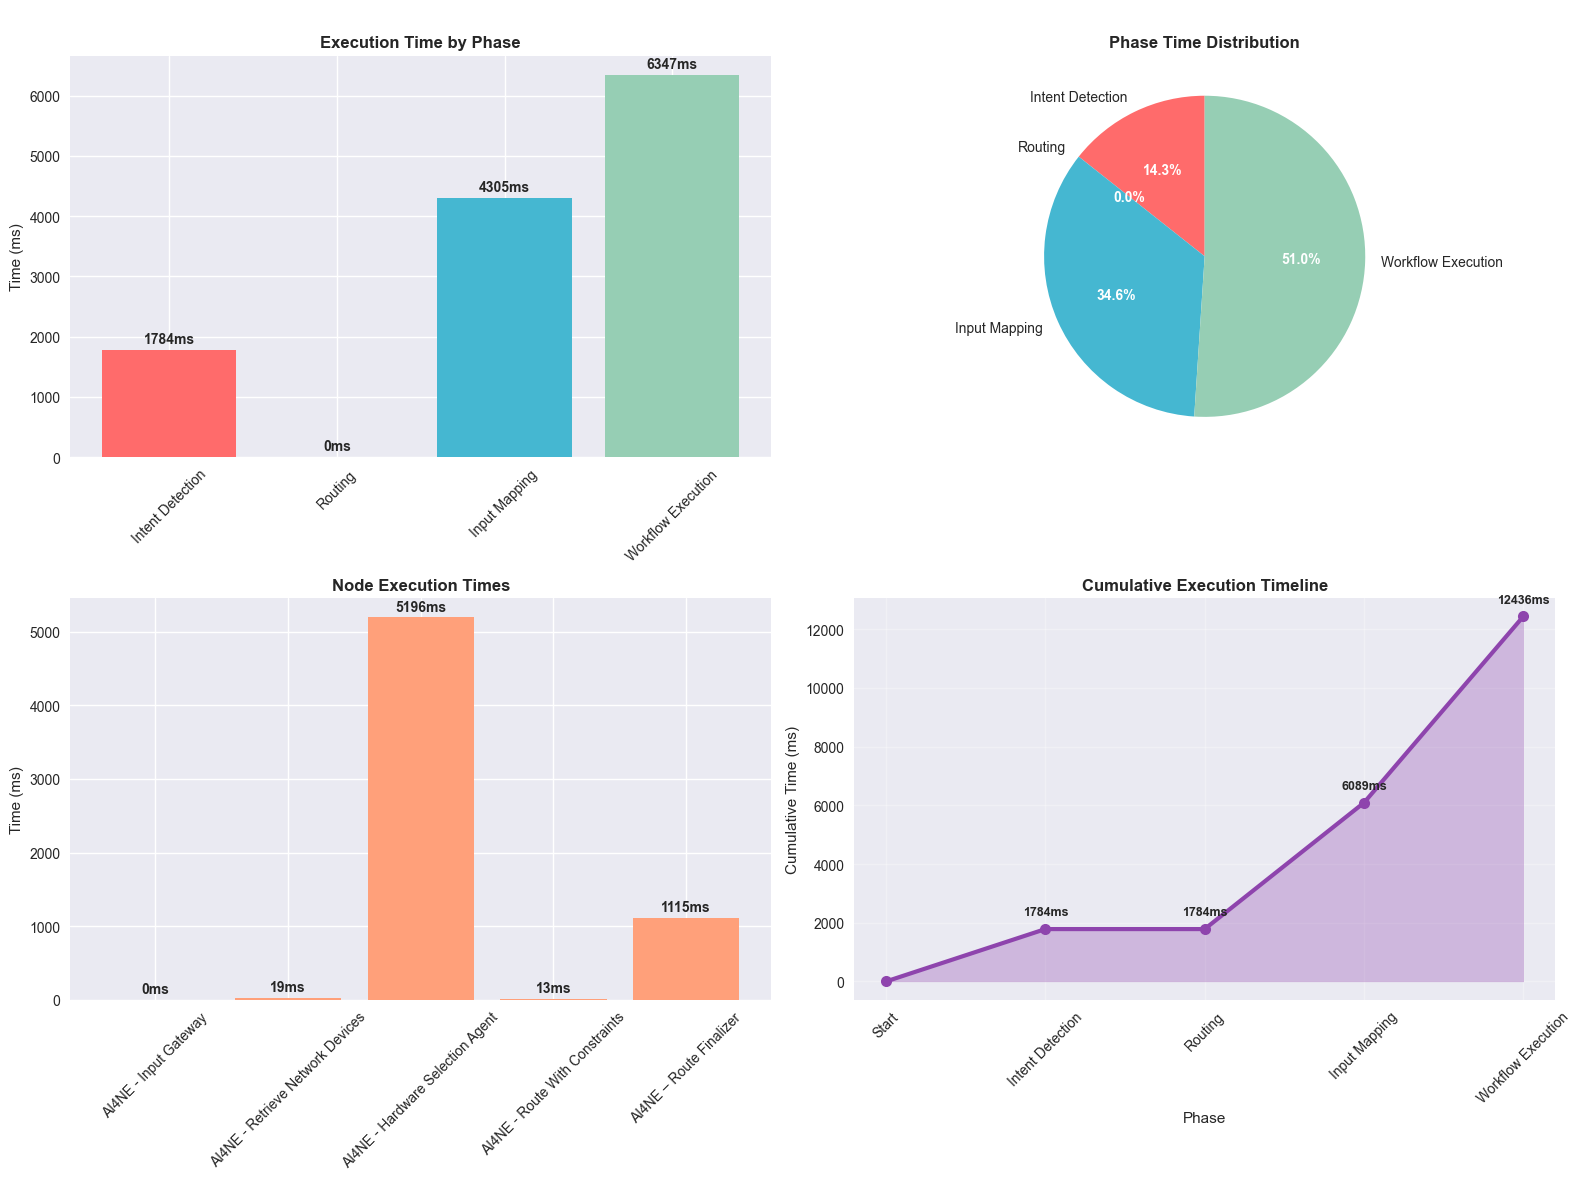 Execution Time by Phase
Time (ms)
6000
5000
4000
3000
2000
1000
0
1784ms
0ms
4305ms
6347ms
Intent Detection
Routing
Input Mapping
Workflow Execution
Phase Time Distribution
Intent Detection
Routing
Input Mapping
Workflow Execution
14.3%
0.0%
34.6%
51.0%
Node Execution Times
Time (ms)
5000
4000
3000
2000
1000
0
0ms
19ms
5196ms
13ms
1115ms
AI4NE - Input Gateway
AI4NE - Retrieve Network Devices
AI4NE - Hardware Selection Agent
AI4NE - Route With Constraints
AI4NE – Route Finalizer
Cumulative Execution Timeline
Cumulative Time (ms)
12000
10000
8000
6000
4000
2000
0
1784ms
1784ms
6089ms
12436ms
Start
Intent Detection
Routing
Input Mapping
Workflow Execution
Phase